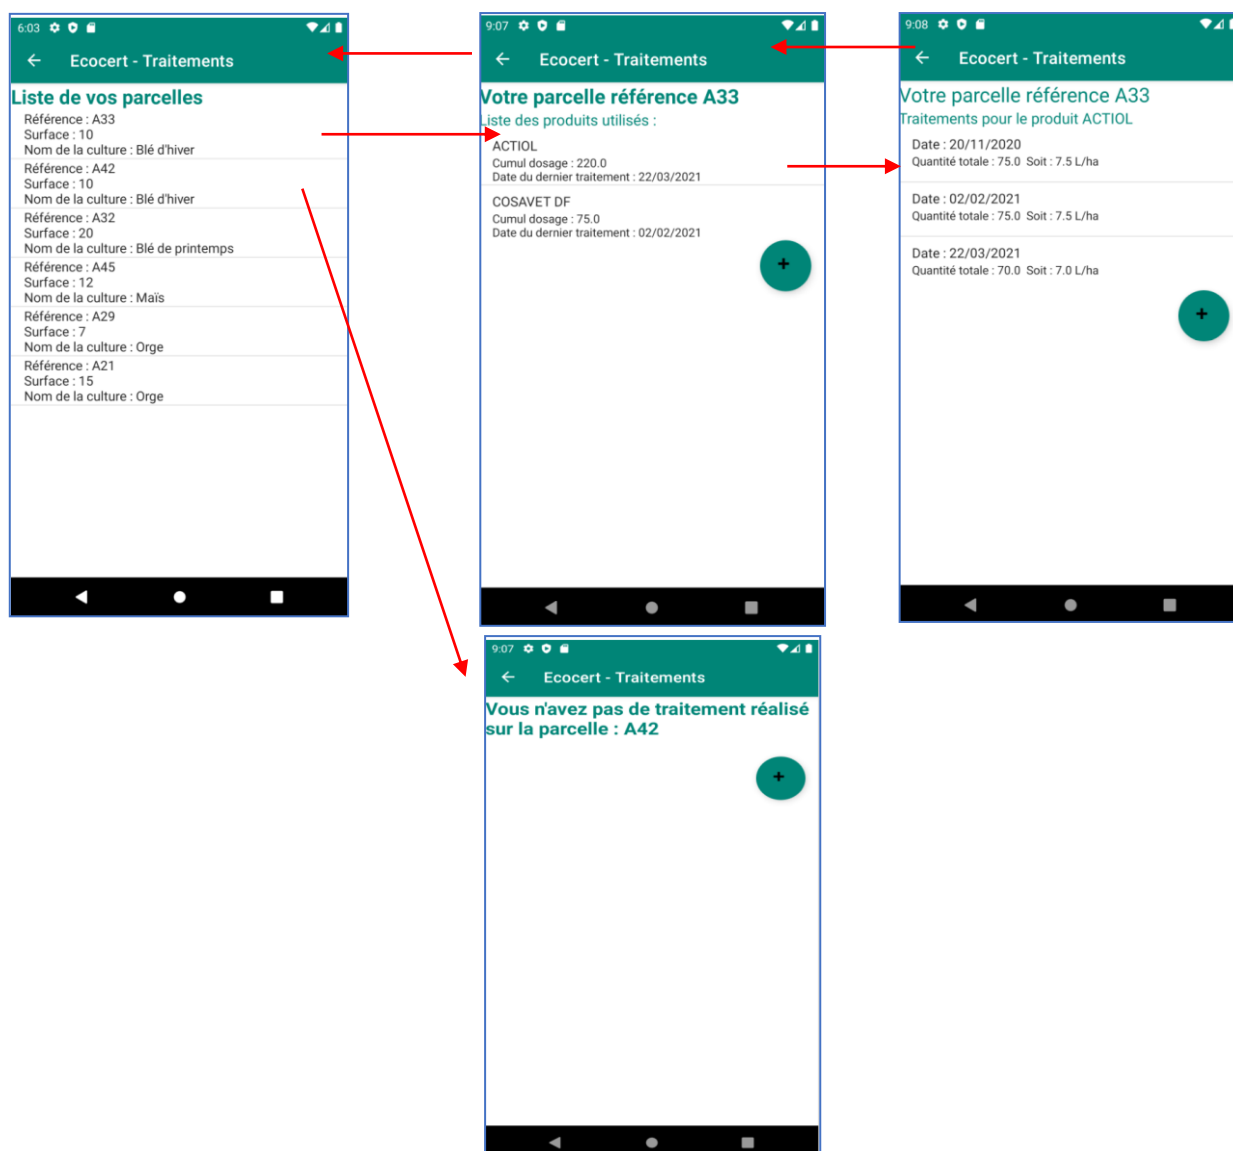 6:03
Ecocert - Traitements
Liste de vos parcelles
Référence : A33
Surface : 10
Nom de la culture : Blé d'hiver
Référence : A42
Surface : 10
Nom de la culture : Blé d'hiver
Référence : A32
Surface : 20
Nom de la culture : Blé de printemps
Référence : A45
Surface : 12
Nom de la culture : Maïs
Référence : A29
Surface : 7
Nom de la culture : Orge
Référence : A21
Surface : 15
Nom de la culture : Orge
9:07
Ecocert - Traitements
Votre parcelle référence A33
Liste des produits utilisés :
ACTIOL
Cumul dosage : 220.0
Date du dernier traitement : 22/03/2021
COSAVET DF
Cumul dosage : 75.0
Date du dernier traitement : 02/02/2021
+
9:08
Ecocert - Traitements
Votre parcelle référence A33
Traitements pour le produit ACTIOL
Date : 20/11/2020
Quantité totale : 75.0 Soit : 7.5 L/ha
Date : 02/02/2021
Quantité totale : 75.0 Soit : 7.5 L/ha
Date : 22/03/2021
Quantité totale : 70.0 Soit : 7.0 L/ha
+
9:07
Ecocert - Traitements
Vous n'avez pas de traitement réalisé
sur la parcelle : A42
+